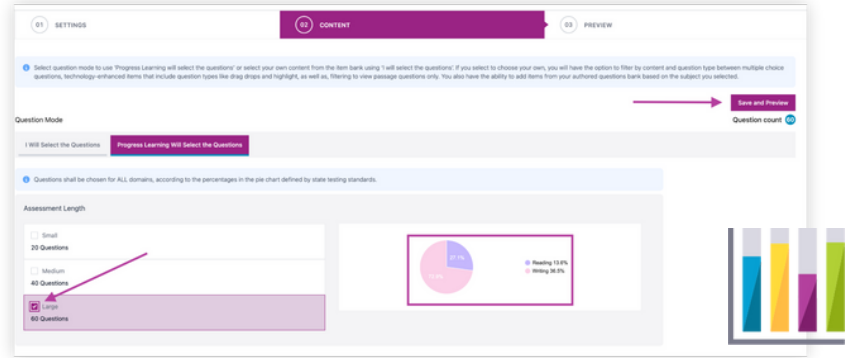 01 SETTINGS
02 CONTENT
03 PREVIEW
Select question mode to use 'Progress Learning will select the questions' or select your own content from the item bank using 'I will select the questions'. If you select to choose your own, you will have the option to filter by content and question type between multiple choice
questions, technology-enhanced items that include question types like drag drops and highlight, as well as, filtering to view passage questions only. You also have the ability to add items from your authored questions bank based on the subject you selected.
Save and Preview
Question Mode
Question count 60
I Will Select the Questions
Progress Learning Will Select the Questions
Questions shall be chosen for ALL domains, according to the percentages in the pie chart defined by state testing standards.
Assessment Length
Small
20 Questions
Medium
40 Questions
Large
60 Questions
27.1%
Reading 13.6%
Writing 36.5%